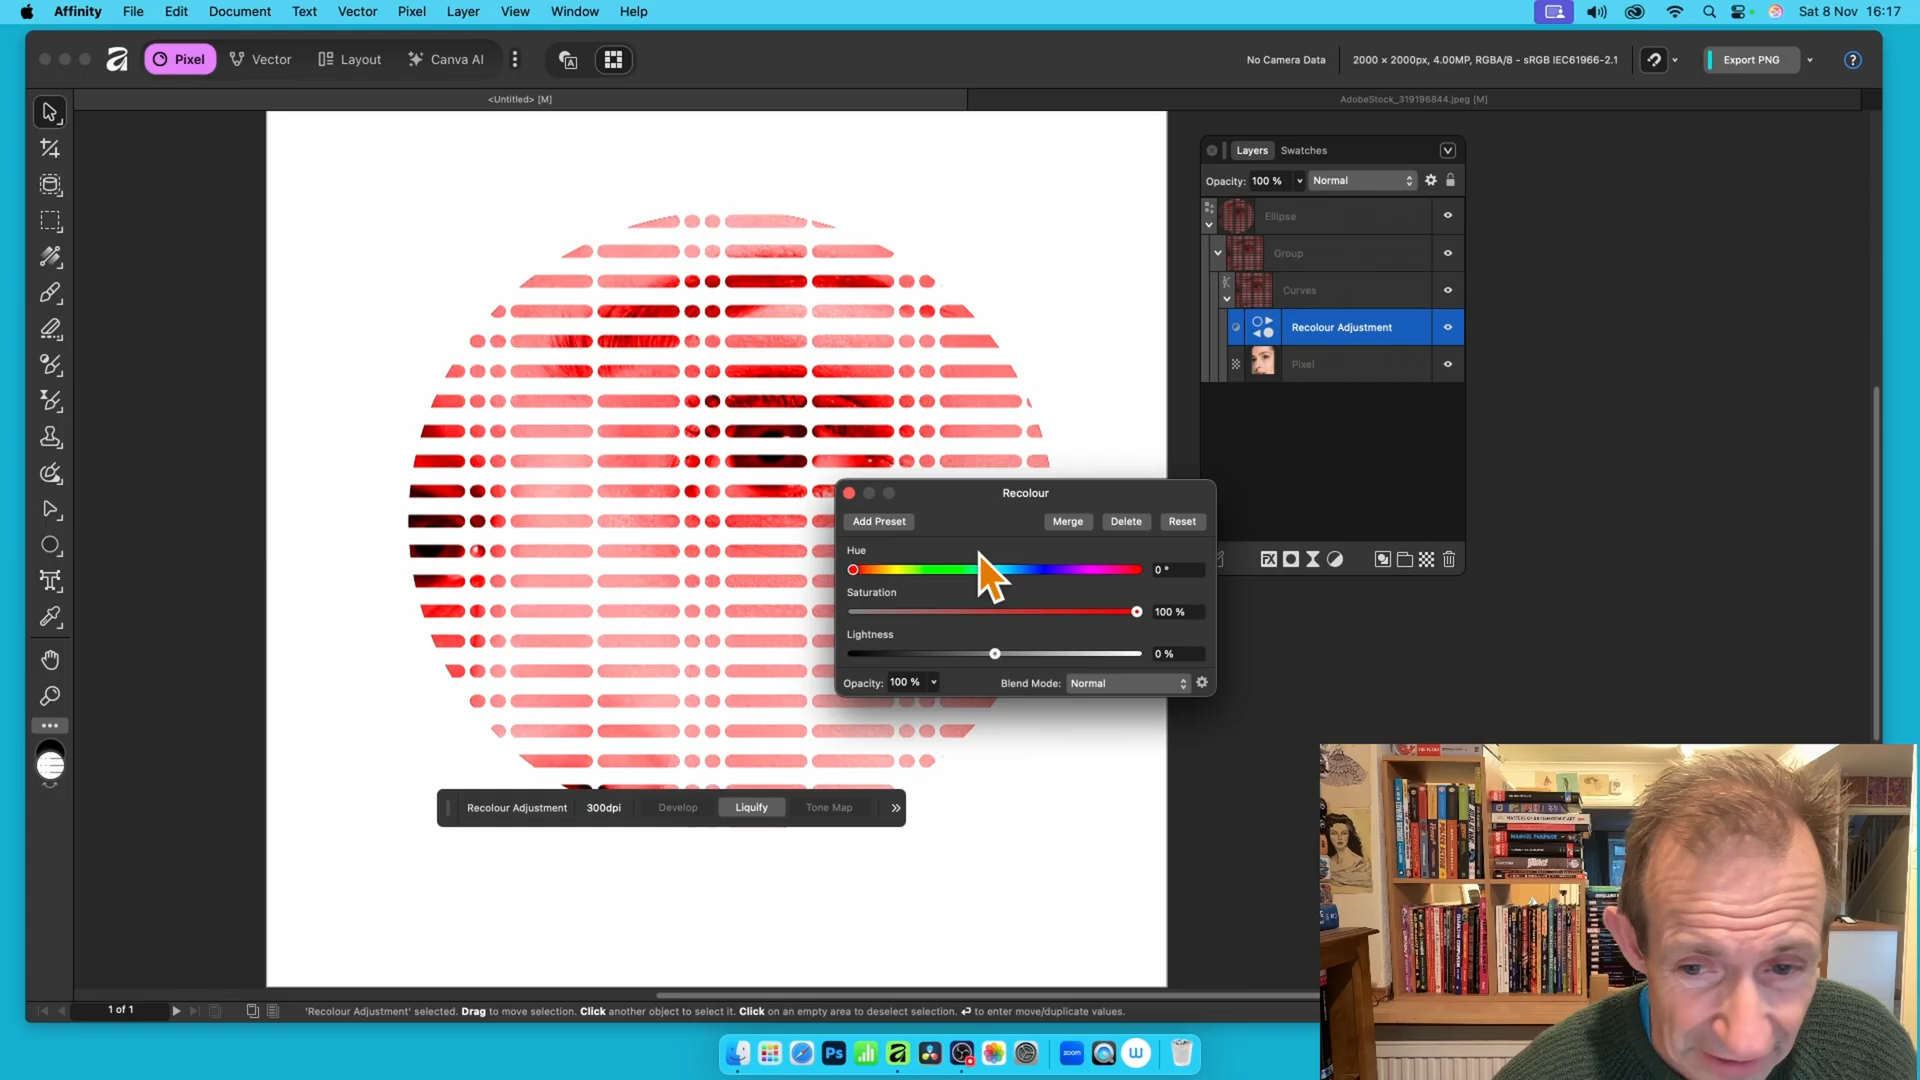 Affinity File Edit Document Text Vector Pixel Layer View Window Help Sat 8 Nov 16:17
Pixel Vector Layout Canva AI No Camera Data 2000 × 2000px, 4.00MP, RGBA/8 - sRGB IEC61966-2.1 Export PNG ?
<Untitled> [M] AdobeStock_319196844.jpeg [M]
Layers Swatches
Opacity: 100 % Normal
Ellipse
Group
Curves
Recolour Adjustment
Pixel
Recolour
Add Preset Merge Delete Reset
Hue
0 °
Saturation
100 %
Lightness
0 %
Opacity: 100 % Blend Mode: Normal
FX
Recolour Adjustment 300dpi Develop Liquify Tone Map »
1 of 1 'Recolour Adjustment' selected. Drag to move selection. Click another object to select it. Click on an empty area to deselect selection. ↵ to enter move/duplicate values.
Ps zoom W
MARVEL